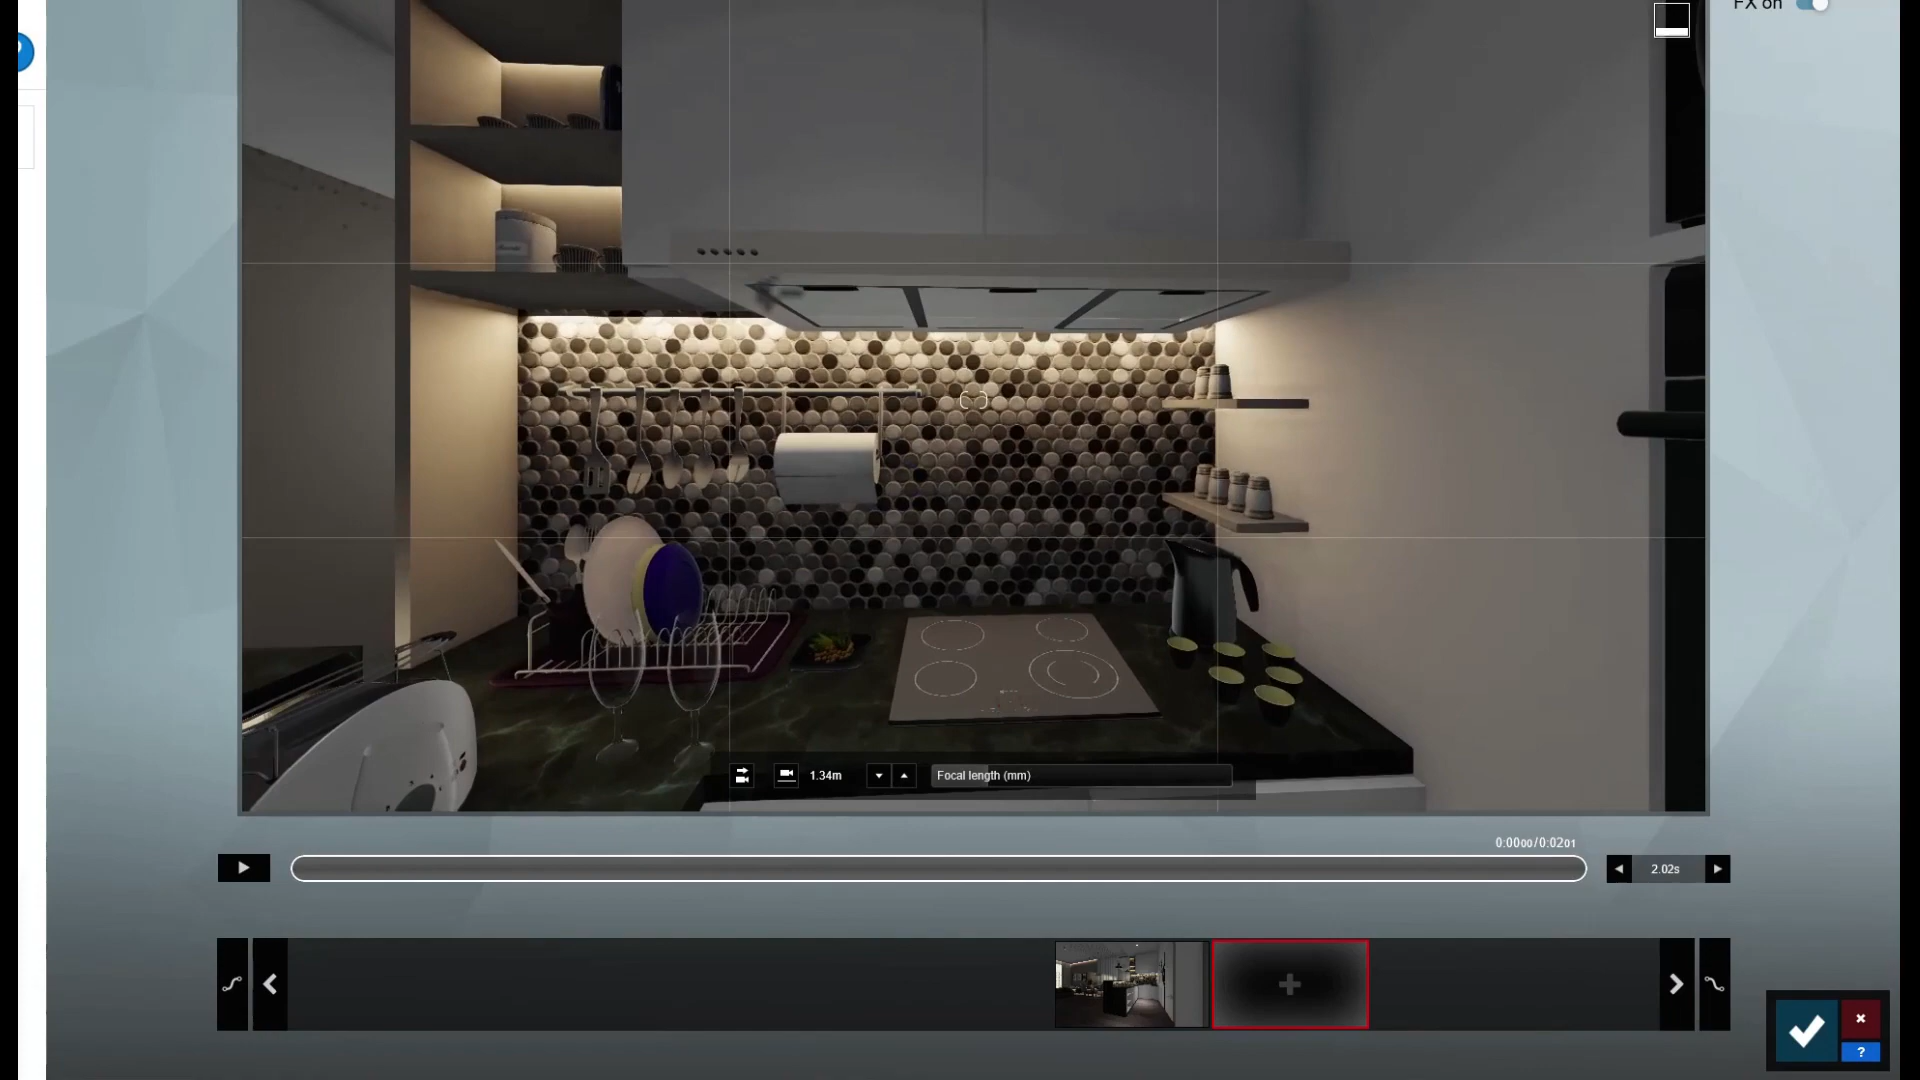 FX on
1.34m
Focal length (mm)
0:0000/0:0201
2.02s
?